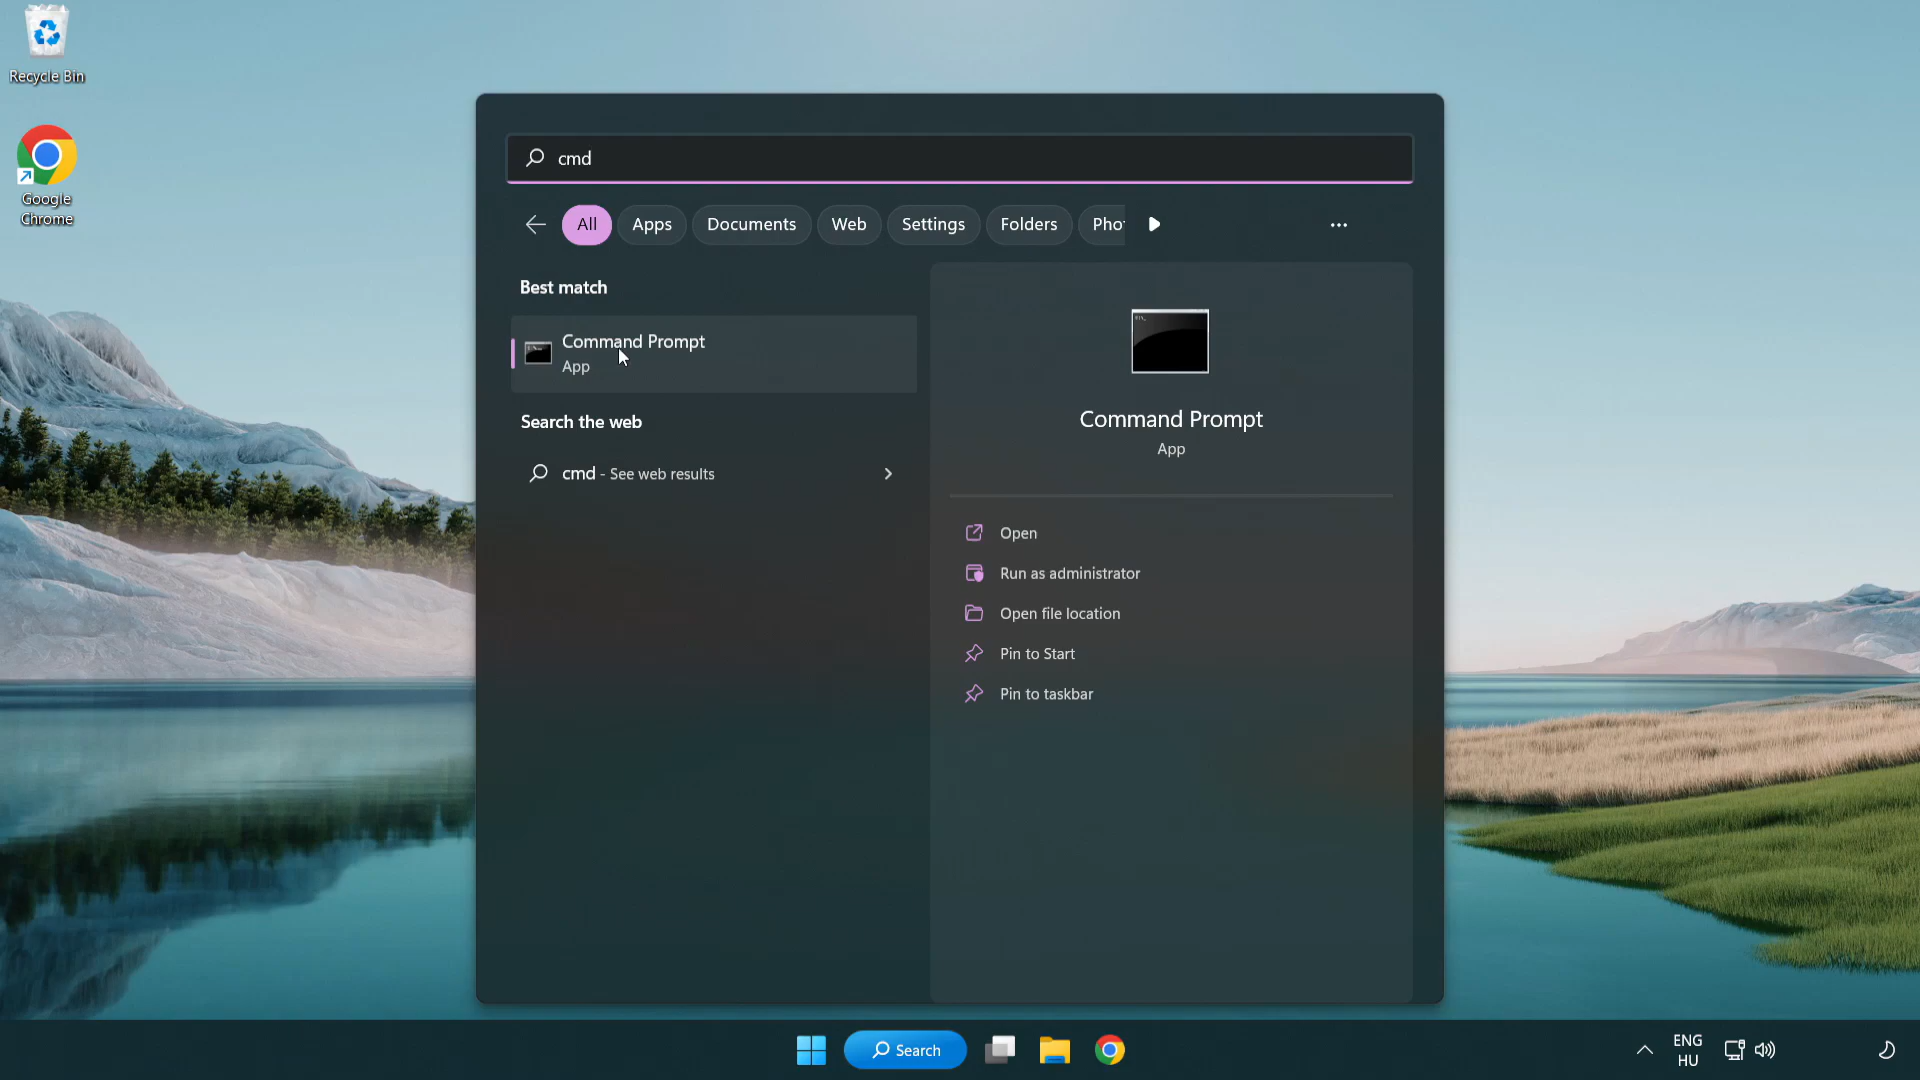 Recycle Bin
Google
Chrome
cmd
All
Apps
Documents
Web
Settings
Folders
Phot
Best match
Command Prompt
App
Search the web
cmd - See web results
Command Prompt
App
Open
Run as administrator
Open file location
Pin to Start
Pin to taskbar
Search
ENG
HU